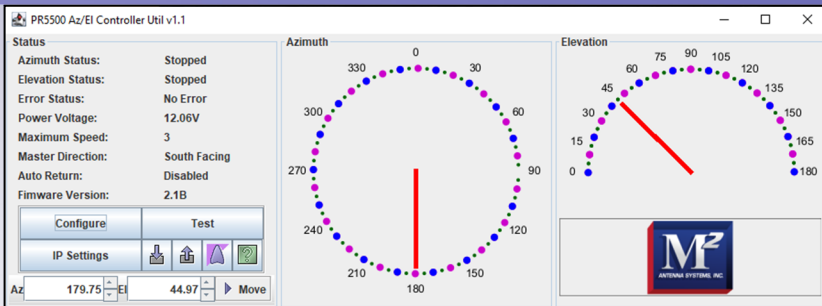 PR5500 Az/El Controller Util v1.1
Status
Azimuth Status: Stopped
Elevation Status: Stopped
Error Status: No Error
Power Voltage: 12.06V
Maximum Speed: 3
Master Direction: South Facing
Auto Return: Disabled
Fimware Version: 2.1B
Configure Test
IP Settings
Az 179.75 El 44.97 Move
Azimuth
0
30
60
90
120
150
180
210
240
270
300
330
Elevation
0
15
30
45
60
75
90
105
120
135
150
165
180
M2
ANTENNA SYSTEMS, INC.